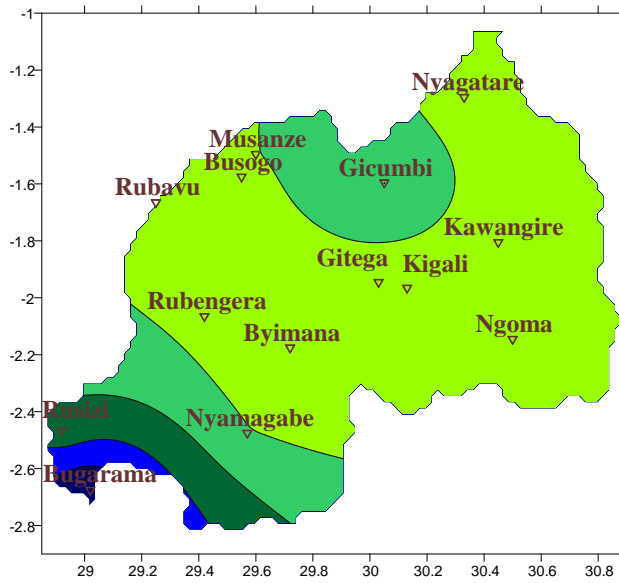 -1
Nyagatare
-1.2
-1.4
Musanze
Busogo
Gicumbi
-1.6
Rubavu
Kawangire
-1.8
Gitega
Kigali
-2
Rubengera
Byimana
Ngoma
-2.2
Rusizi
-2.4
Nyamagabe
-2.6
Bugarama
-2.8
29 29.2 29.4 29.6 29.8 30 30.2 30.4 30.6 30.8